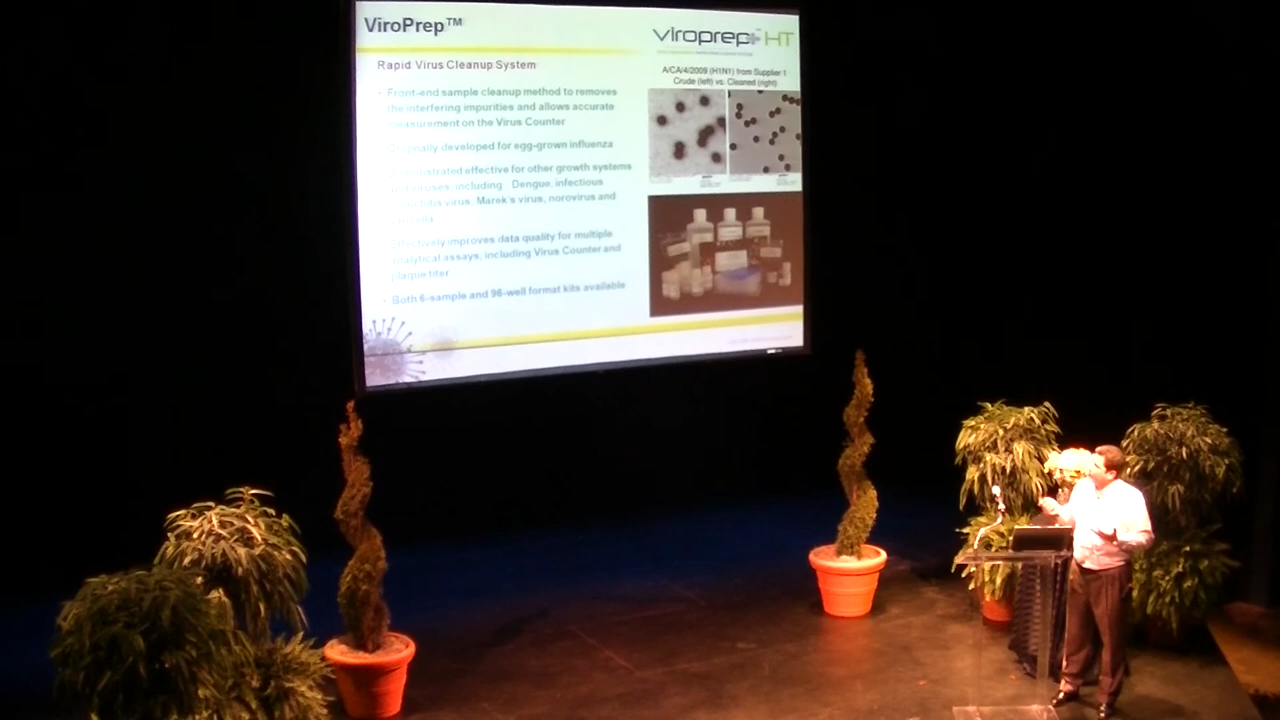 ViroPrep™
viroprep+HT
Rapid Virus Cleanup System
A/CA/4/2009 (H1N1) from Supplier 1
Crude (left) vs. Cleaned (right)
- Front-end sample cleanup method to removes
the interfering impurities and allows accurate
measurement on the Virus Counter
Originally developed for egg-grown influenza
Demonstrated effective for other growth systems
and viruses, including: Dengue, infectious
bronchitis virus, Marek's virus, norovirus and
Effectively improves data quality for multiple
analytical assays, including Virus Counter and
plaque titer
- Both 6-sample and 96-well format kits available